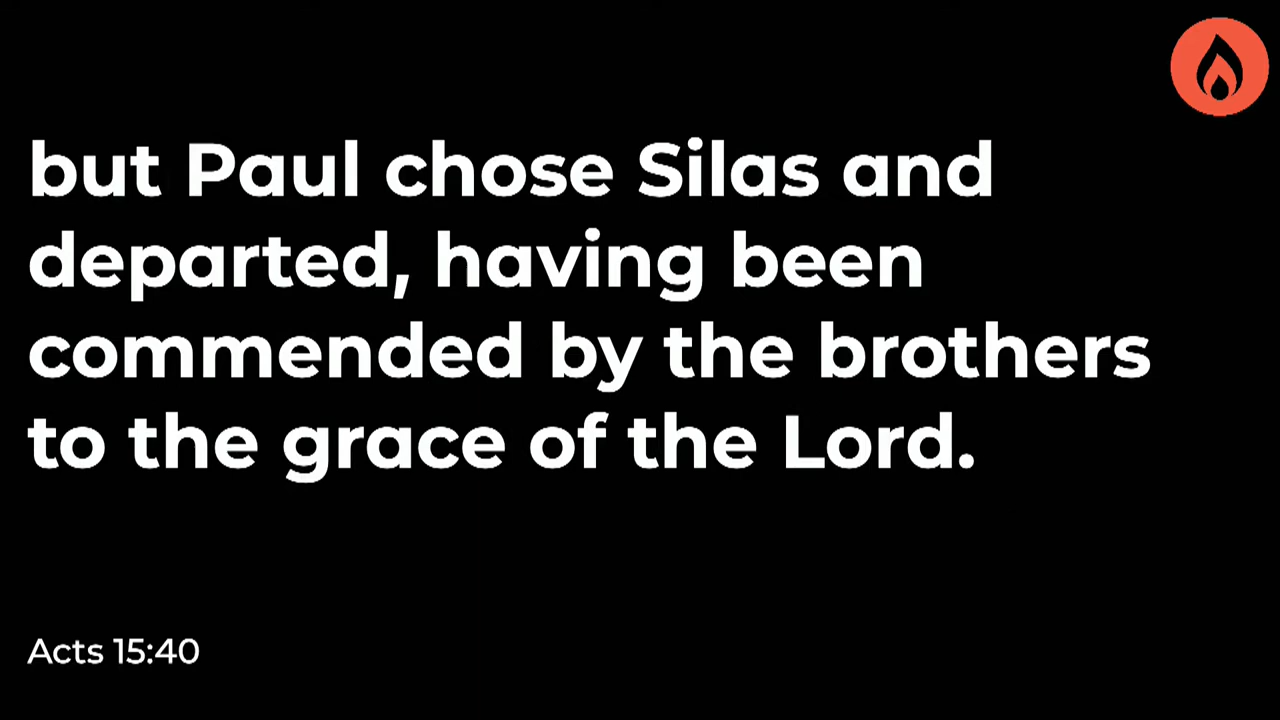 but Paul chose Silas and
departed, having been
commended by the brothers
to the grace of the Lord.
Acts 15:40